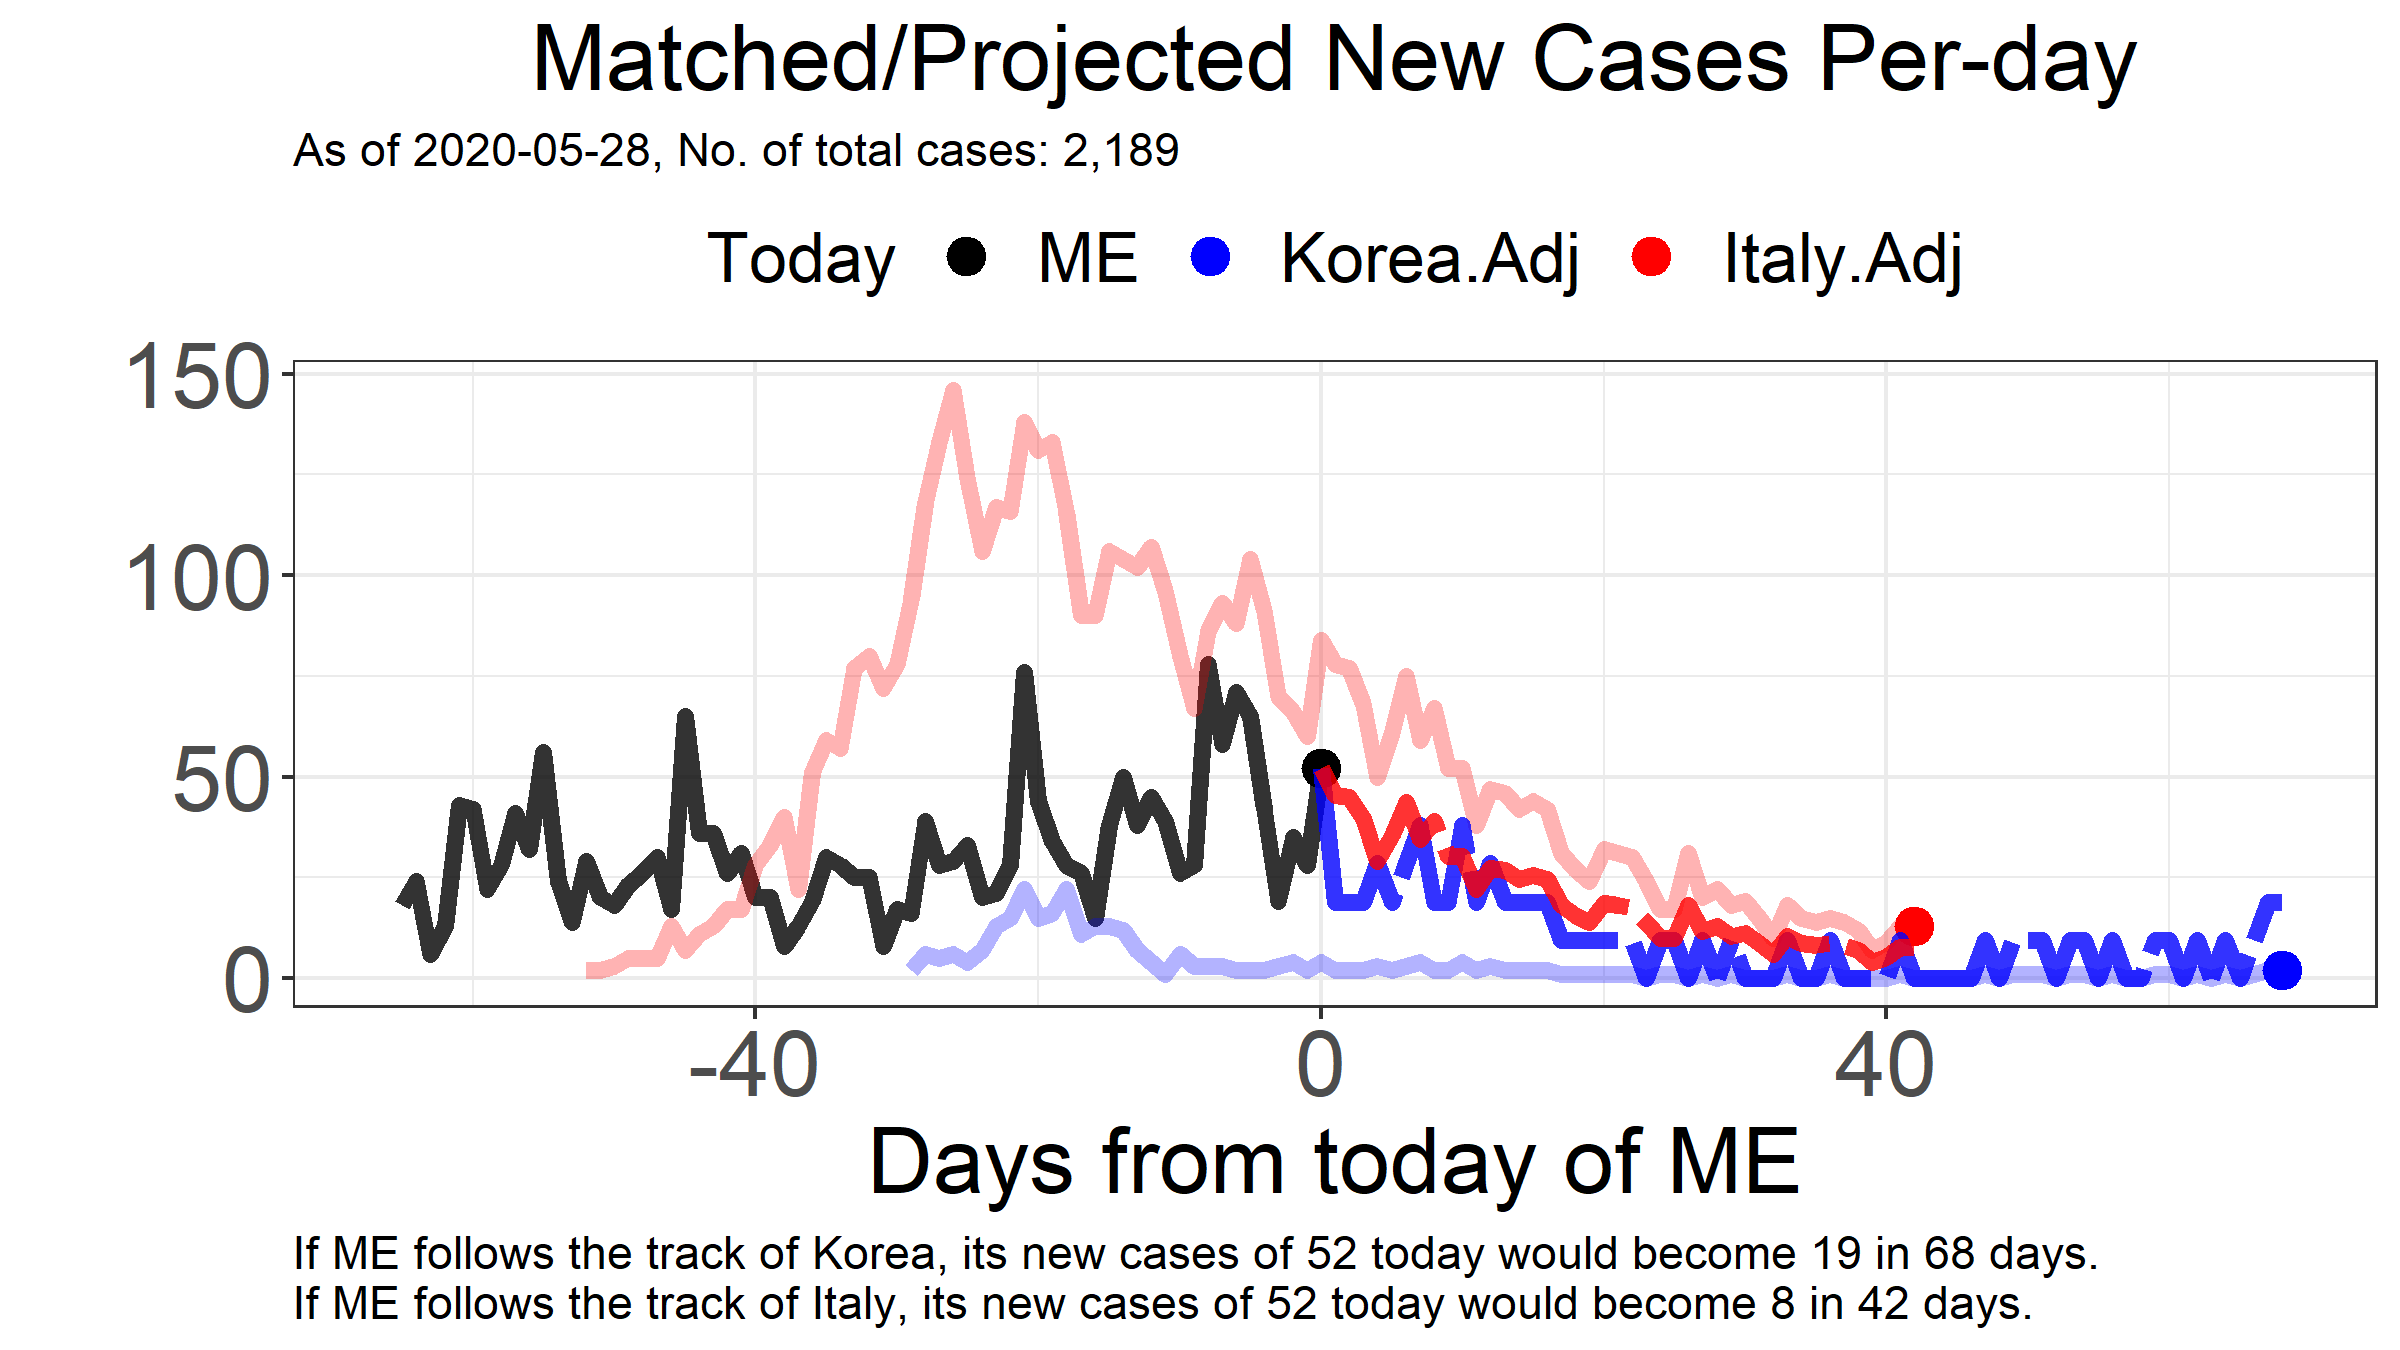 Matched/Projected New Cases Per-day
As of 2020-05-28, No. of total cases: 2,189
Today ME Korea.Adj Italy.Adj
150
100
50
0
-40 0 40
Days from today of ME
If ME follows the track of Korea, its new cases of 52 today would become 19 in 68 days.
If ME follows the track of Italy, its new cases of 52 today would become 8 in 42 days.